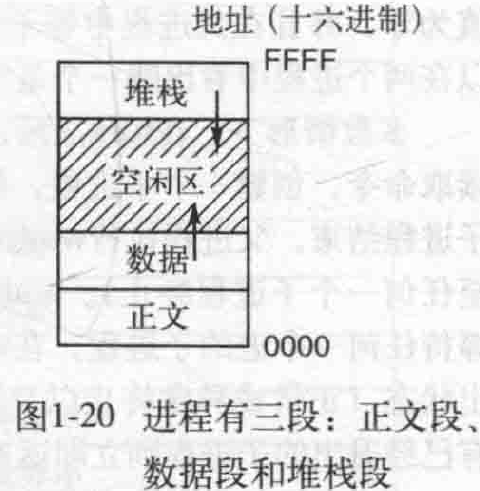 地址（十六进制）
FFFF
堆栈
空闲区
数据
正文
0000
图1-20 进程有三段：正文段、
数据段和堆栈段